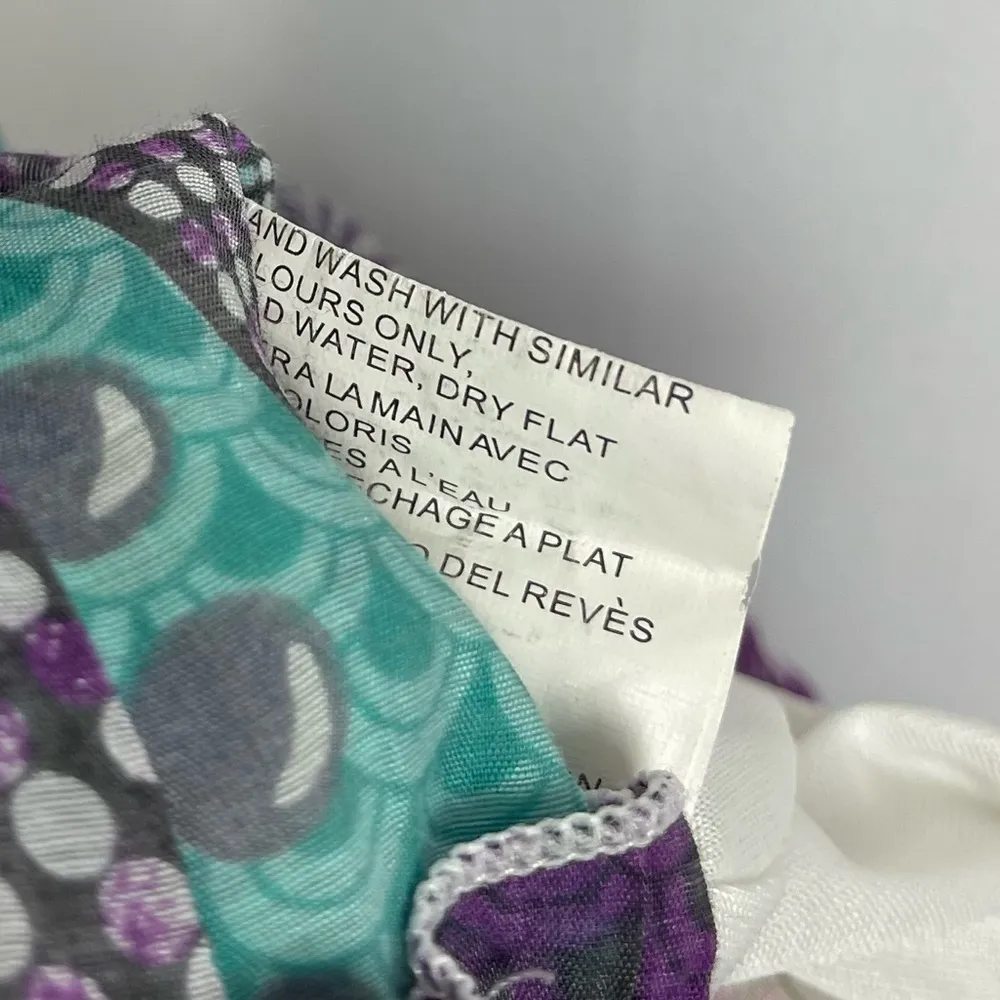 AND WASH WITH SIMILAR
LOURS ONLY,
D WATER, DRY FLAT
RA LA MAIN AVEC
OLORIS
ES A L'EAU
ECHAGE A PLAT
O DEL REVÈS